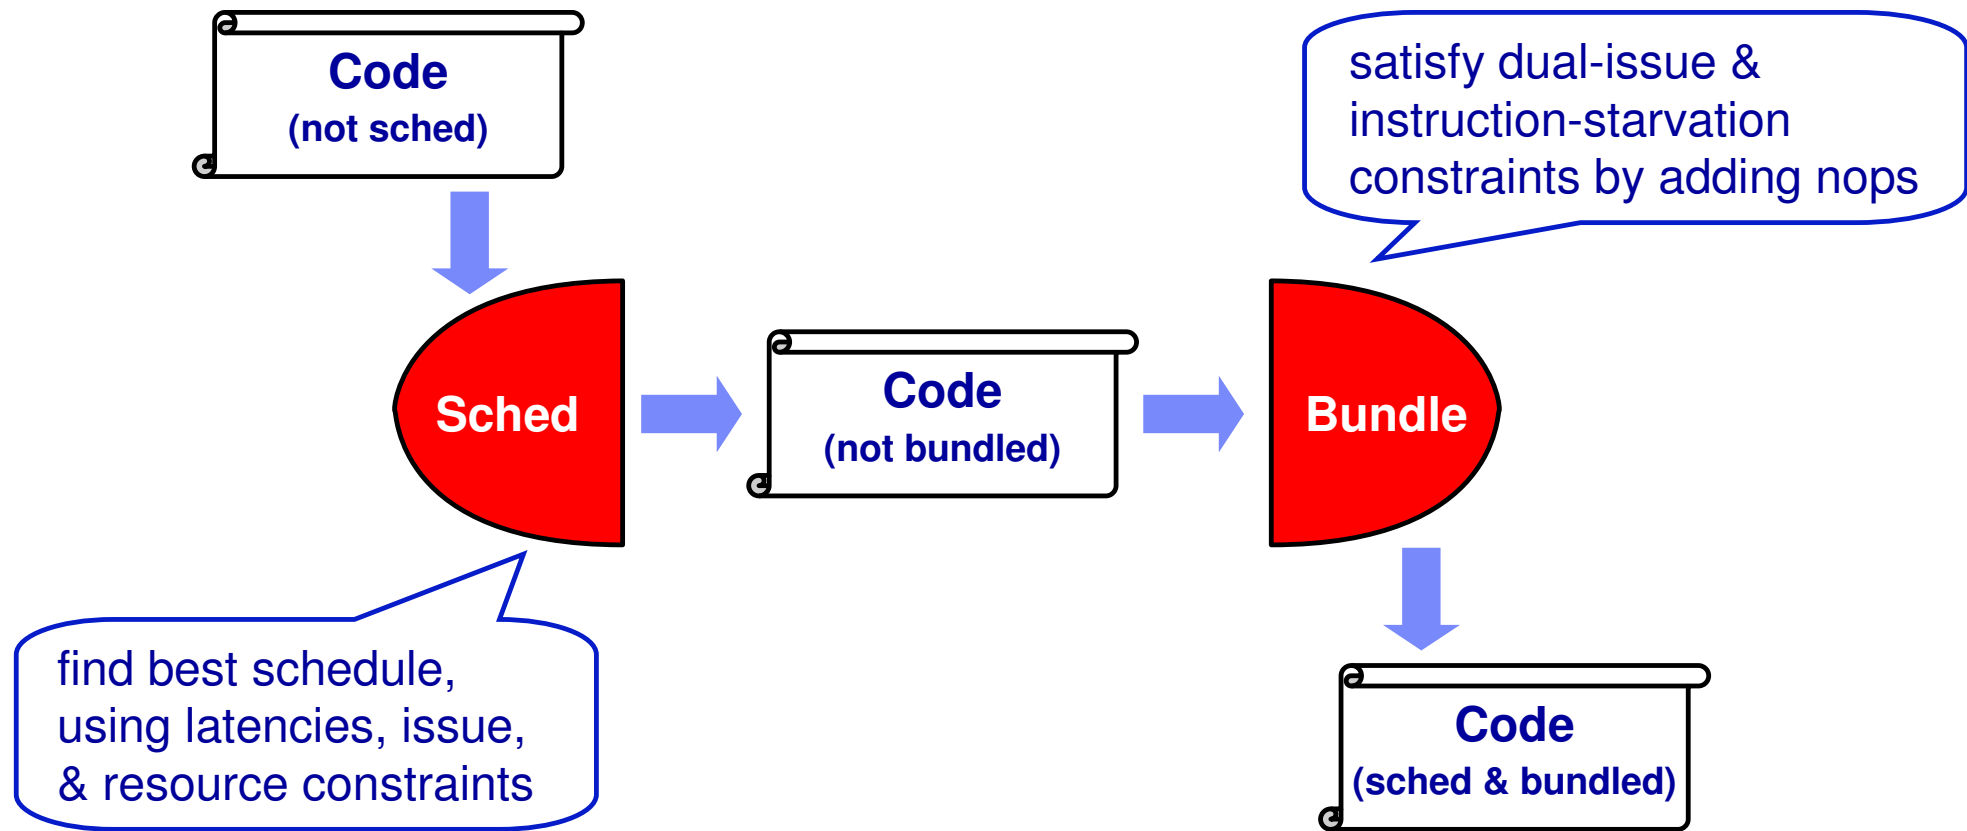 Code
(not sched)
satisfy dual-issue &
instruction-starvation
constraints by adding nops
Sched
Code
(not bundled)
Bundle
find best schedule,
using latencies, issue,
& resource constraints
Code
(sched & bundled)